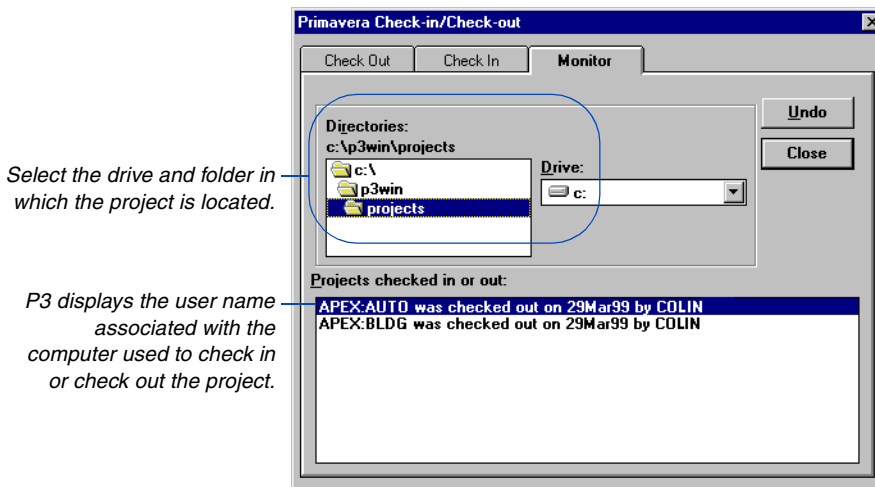 Primavera Check-in/Check-out
Check Out
Check In
Monitor
Directories:
c:\p3win\projects
c:\
p3win
projects
Drive:
c:
Undo
Close
Select the drive and folder in
which the project is located.
Projects checked in or out:
APEX:AUTO was checked out on 29Mar99 by COLIN
APEX:BLDG was checked out on 29Mar99 by COLIN
P3 displays the user name
associated with the
computer used to check in
or check out the project.